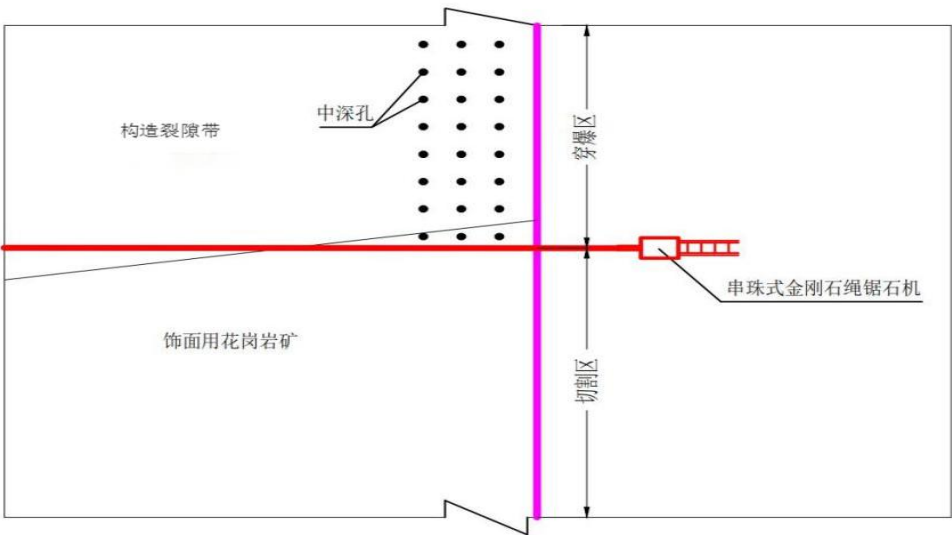 中深孔
构造裂隙带
穿爆区
串珠式金刚石绳锯石机
饰面用花岗岩矿
切割区